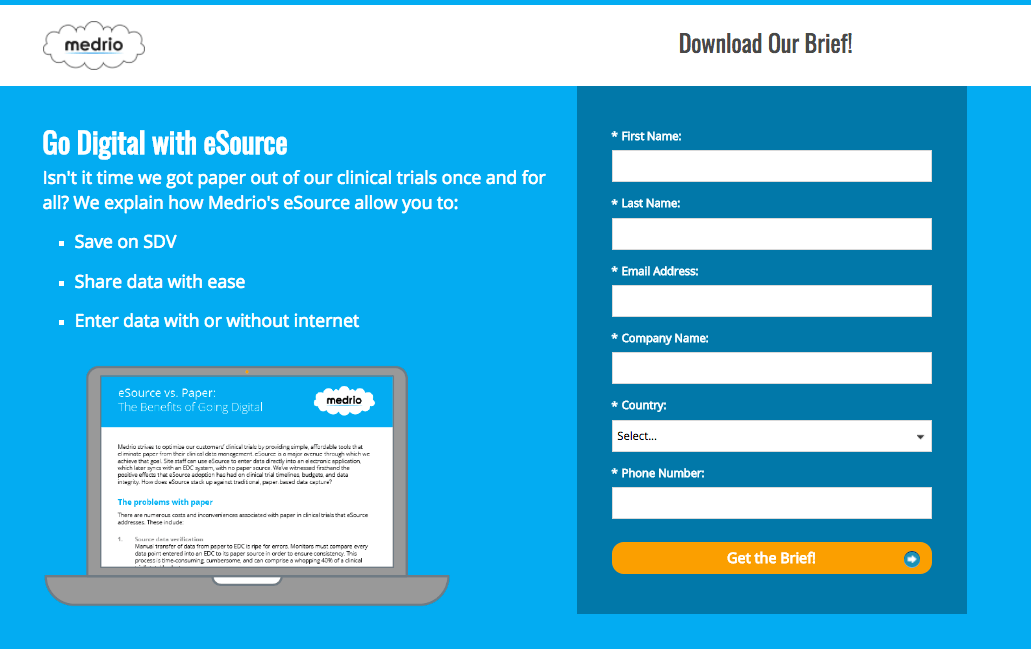 medrio
Download Our Brief!
Go Digital with eSource
Isn't it time we got paper out of our clinical trials once and for
all? We explain how Medrio's eSource allow you to:
Save on SDV
Share data with ease
Enter data with or without internet
eSource vs. Paper:
The Benefits of Going Digital
medrio
Medrio strives to optimize our customers' clinical trials by providing simple, affordable tools that
eliminate paper from their clinical data management. eSource is a major avenue through which we
achieve that goal. Site staff can use eSource to enter data directly into an electronic application,
which later syncs with an EDC system, with no paper source. We've witnessed firsthand the
positive effects that eSource adoption has had on clinical trial timelines, budgets, and data
integrity. How does eSource stack up against traditional, paper based data capture?
The problems with paper
There are numerous costs and inconveniences associated with paper in clinical trials that eSource
addresses. These include:
1. Source data verification
Manual transfer of data from paper to EDC is ripe for errors. Monitors must compare every
data point entered into an EDC to its paper source in order to ensure consistency. This
process is time-consuming, cumbersome, and can comprise a whopping 40% of a clinical
* First Name:
* Last Name:
* Email Address:
* Company Name:
* Country:
Select...
* Phone Number:
Get the Brief!